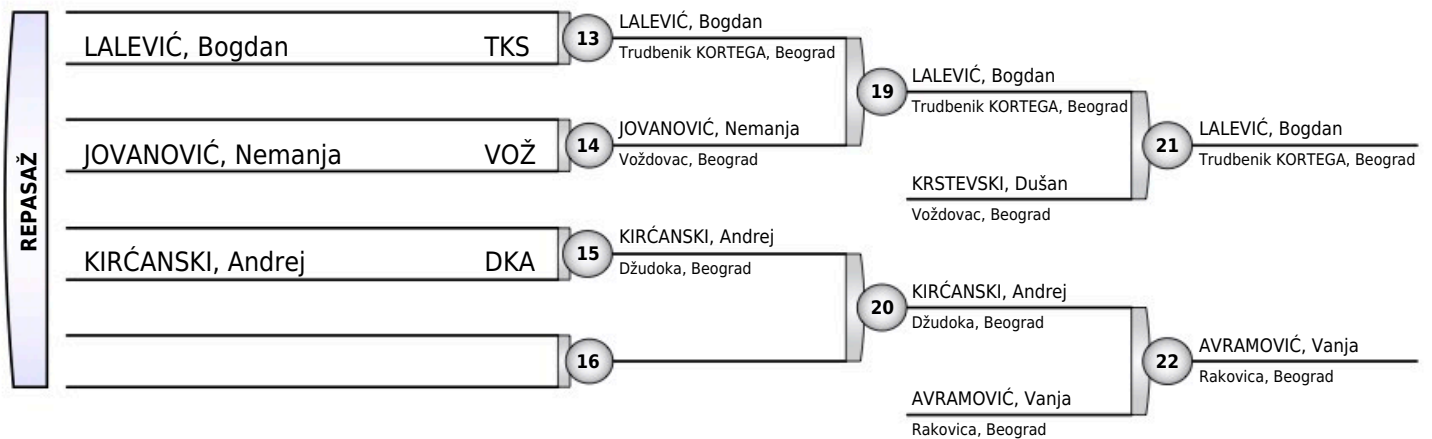 REPASAŽ
LALEVIĆ, Bogdan TKS
JOVANOVIĆ, Nemanja VOŽ
KIRĆANSKI, Andrej DKA
13
14
15
16
LALEVIĆ, Bogdan
Trudbenik KORTEGA, Beograd
JOVANOVIĆ, Nemanja
Voždovac, Beograd
KIRĆANSKI, Andrej
Džudoka, Beograd
19
20
LALEVIĆ, Bogdan
Trudbenik KORTEGA, Beograd
KRSTEVSKI, Dušan
Voždovac, Beograd
KIRĆANSKI, Andrej
Džudoka, Beograd
AVRAMOVIĆ, Vanja
Rakovica, Beograd
21
22
LALEVIĆ, Bogdan
Trudbenik KORTEGA, Beograd
AVRAMOVIĆ, Vanja
Rakovica, Beograd